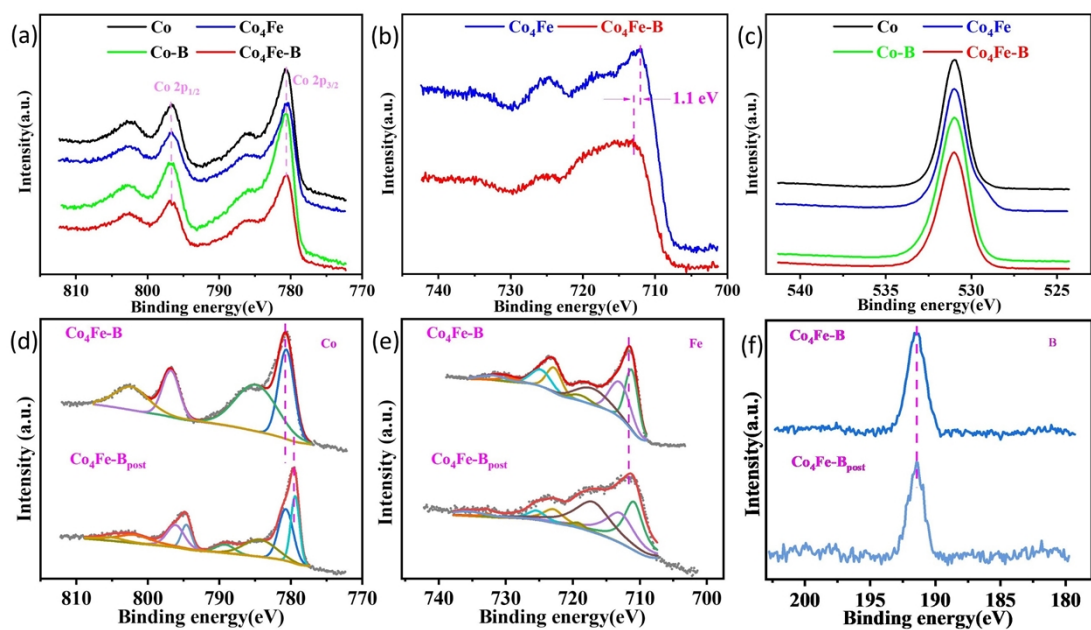 (a)
Co
Co₄Fe
Co-B
Co₄Fe-B
Co 2p₁/₂
Co 2p₃/₂
Intensity(a.u.)
810 800 790 780 770
Binding energy(eV)
(b)
Co₄Fe
Co₄Fe-B
1.1 eV
Intensity(a.u.)
740 730 720 710 700
Binding energy(eV)
(c)
Co
Co₄Fe
Co-B
Co₄Fe-B
Intensity(a.u.)
540 535 530 525
Binding energy(eV)
(d)
Co₄Fe-B
Co
Co₄Fe-Bpost
Intensity (a.u.)
810 800 790 780 770
Binding energy(eV)
(e)
Co₄Fe-B
Fe
Co₄Fe-Bpost
Intensity (a.u.)
740 730 720 710 700
Binding energy(eV)
(f)
Co₄Fe-B
B
Co₄Fe-Bpost
Intensity (a.u.)
200 195 190 185 180
Binding energy(eV)